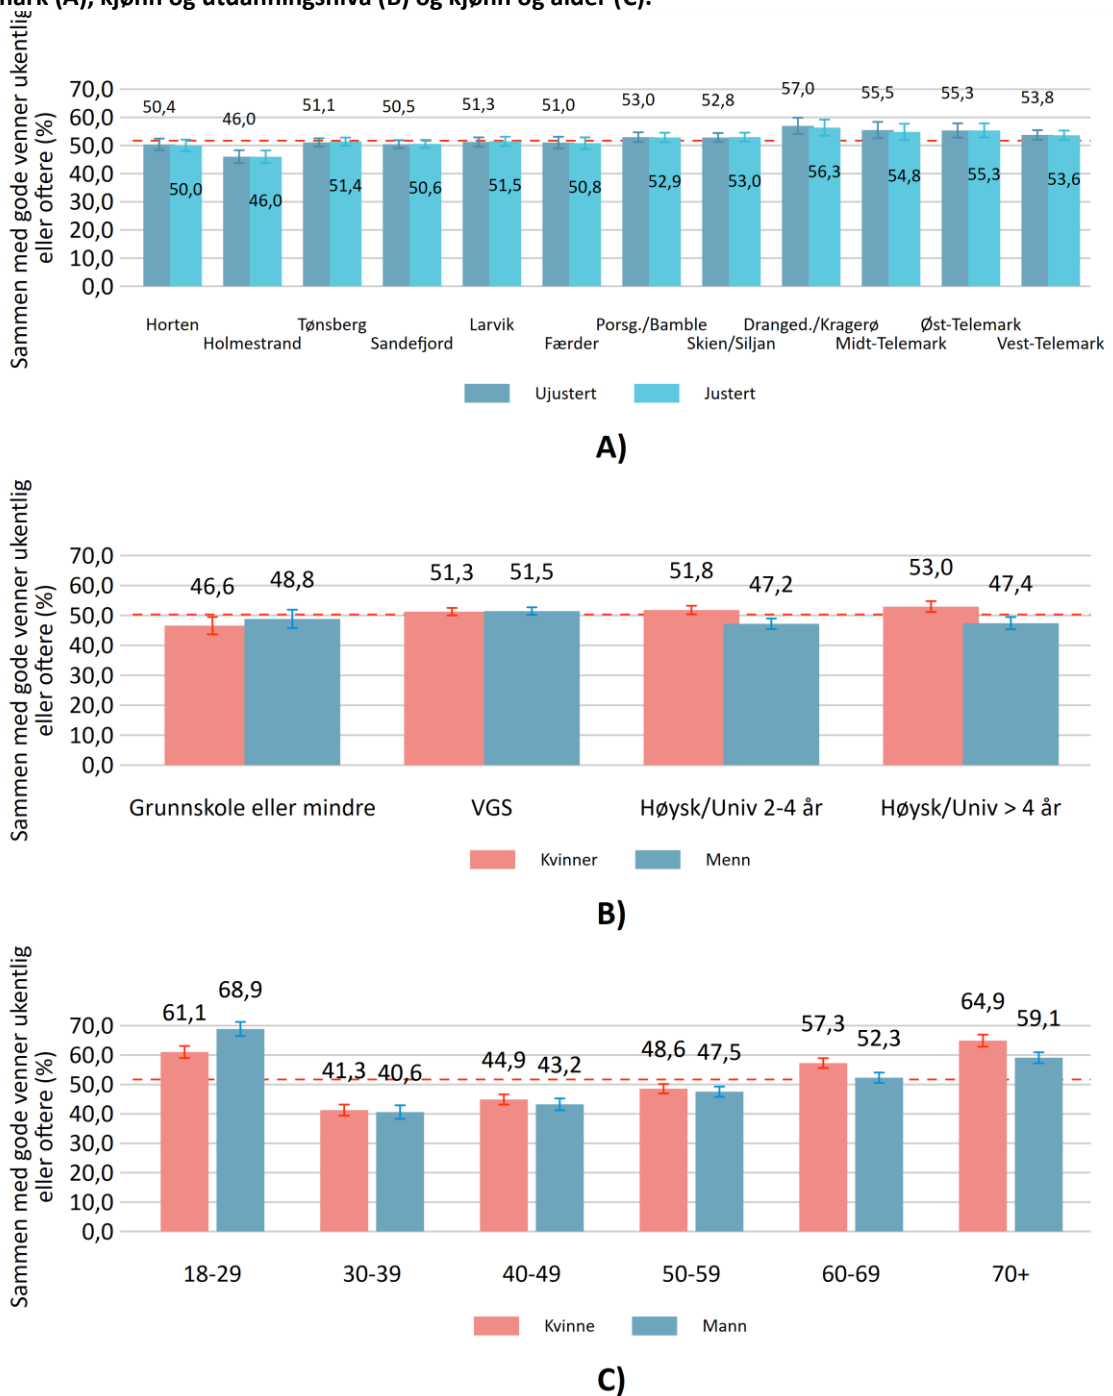 (A), kjønn og utdanningsnivå (B) og kjønn og alder (C).
Sammen med gode venner ukentlig
eller oftere (%)
70,0
60,0
50,0
40,0
30,0
20,0
10,0
0,0
50,4 46,0 51,1 50,5 51,3 51,0 53,0 52,8 57,0 55,5 55,3 53,8
50,0 46,0 51,4 50,6 51,5 50,8 52,9 53,0 56,3 54,8 55,3 53,6
Horten Tønsberg Larvik Porsg./Bamble Dranged./Kragerø Øst-Telemark
Holmestrand Sandefjord Færder Skien/Siljan Midt-Telemark Vest-Telemark
Ujustert Justert
A)
Sammen med gode venner ukentlig
eller oftere (%)
70,0
60,0
50,0
40,0
30,0
20,0
10,0
0,0
46,6 48,8 51,3 51,5 51,8 47,2 53,0 47,4
Grunnskole eller mindre VGS Høysk/Univ 2-4 år Høysk/Univ > 4 år
Kvinner Menn
B)
Sammen med gode venner ukentlig
eller oftere (%)
70,0
60,0
50,0
40,0
30,0
20,0
10,0
0,0
61,1 68,9 41,3 40,6 44,9 43,2 48,6 47,5 57,3 52,3 64,9 59,1
18-29 30-39 40-49 50-59 60-69 70+
Kvinne Mann
C)